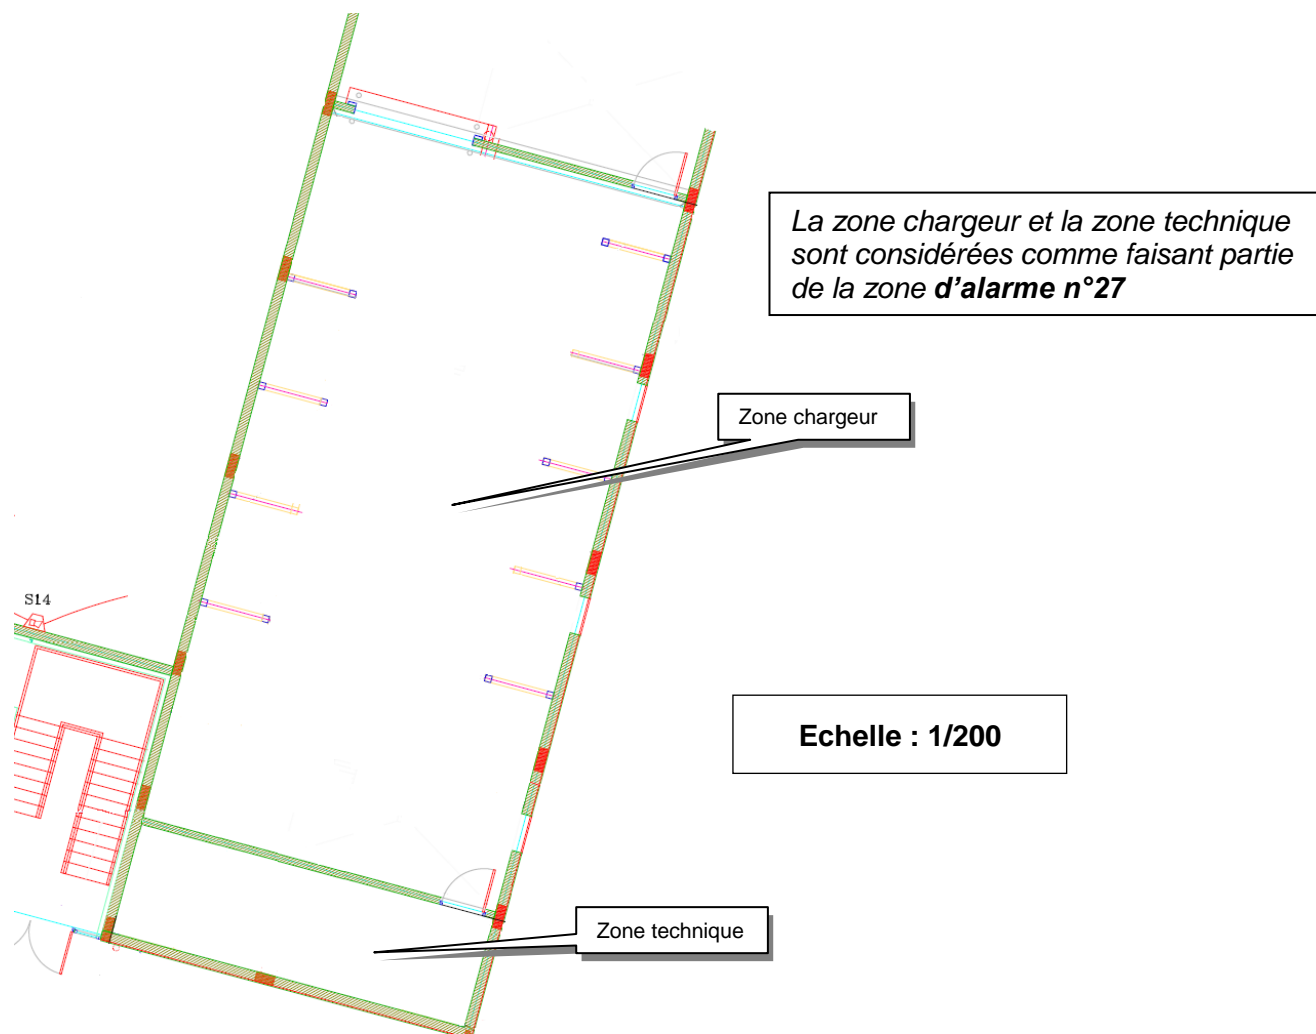 La zone chargeur et la zone technique
sont considérées comme faisant partie
de la zone d'alarme n°27
Zone chargeur
S14
Echelle : 1/200
Zone technique